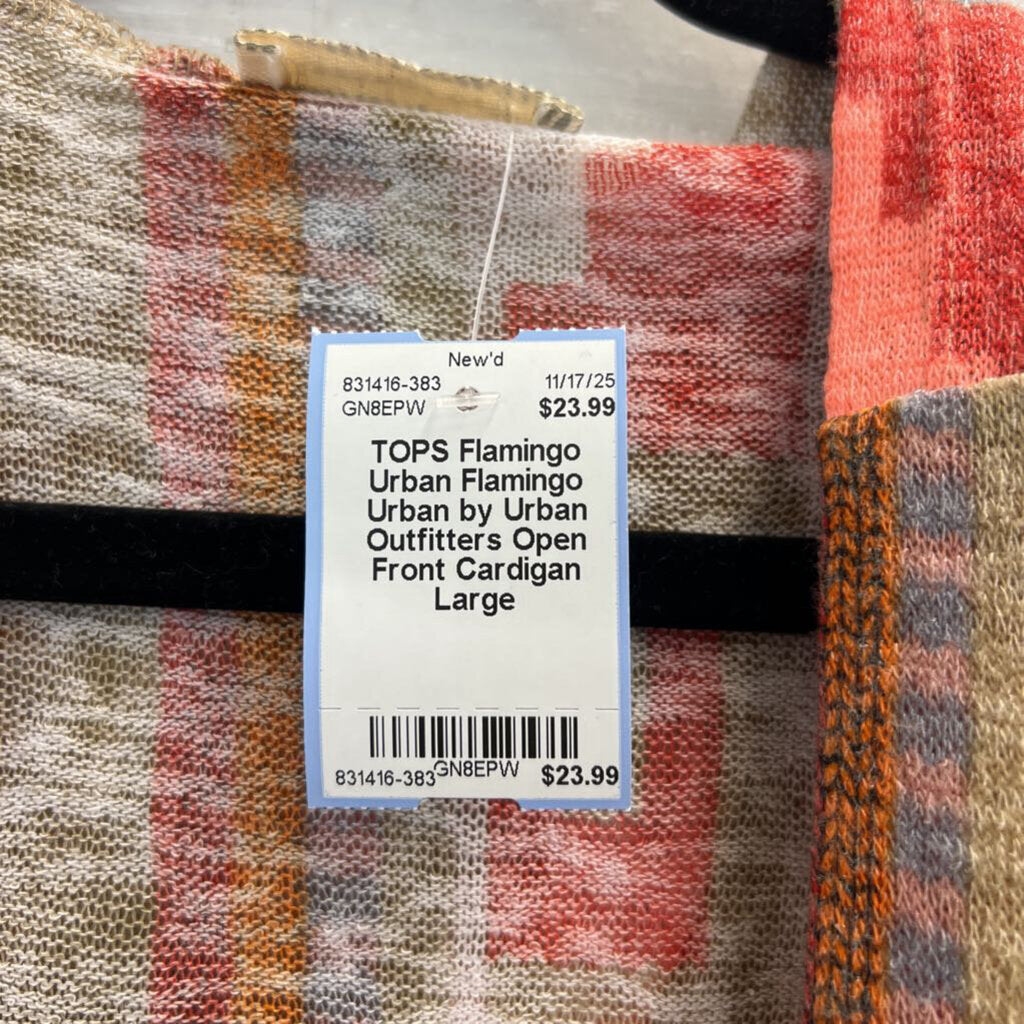 New'd
831416-383 11/17/25
GN8EPW $23.99
TOPS Flamingo
Urban Flamingo
Urban by Urban
Outfitters Open
Front Cardigan
Large
831416-383 GN8EPW $23.99